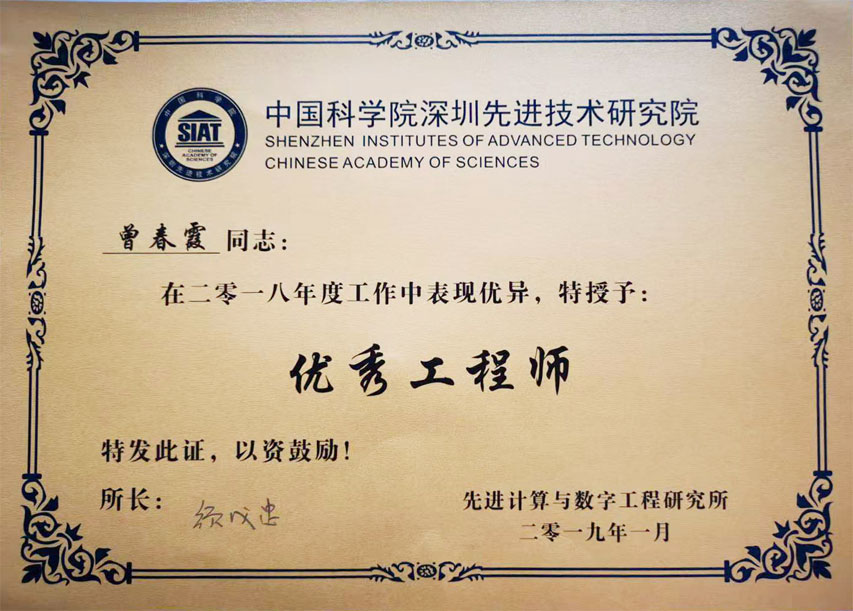 中国科学院
SIAT
CHINESE
ACADEMY OF
SCIENCES
深圳先进技术研究院
中国科学院深圳先进技术研究院
SHENZHEN INSTITUTES OF ADVANCED TECHNOLOGY
CHINESE ACADEMY OF SCIENCES
曾春霞 同志：
在二零一八年度工作中表现优异，特授予：
优秀工程师
特发此证，以资鼓励！
所长：
先进计算与数字工程研究所
二零一九年一月